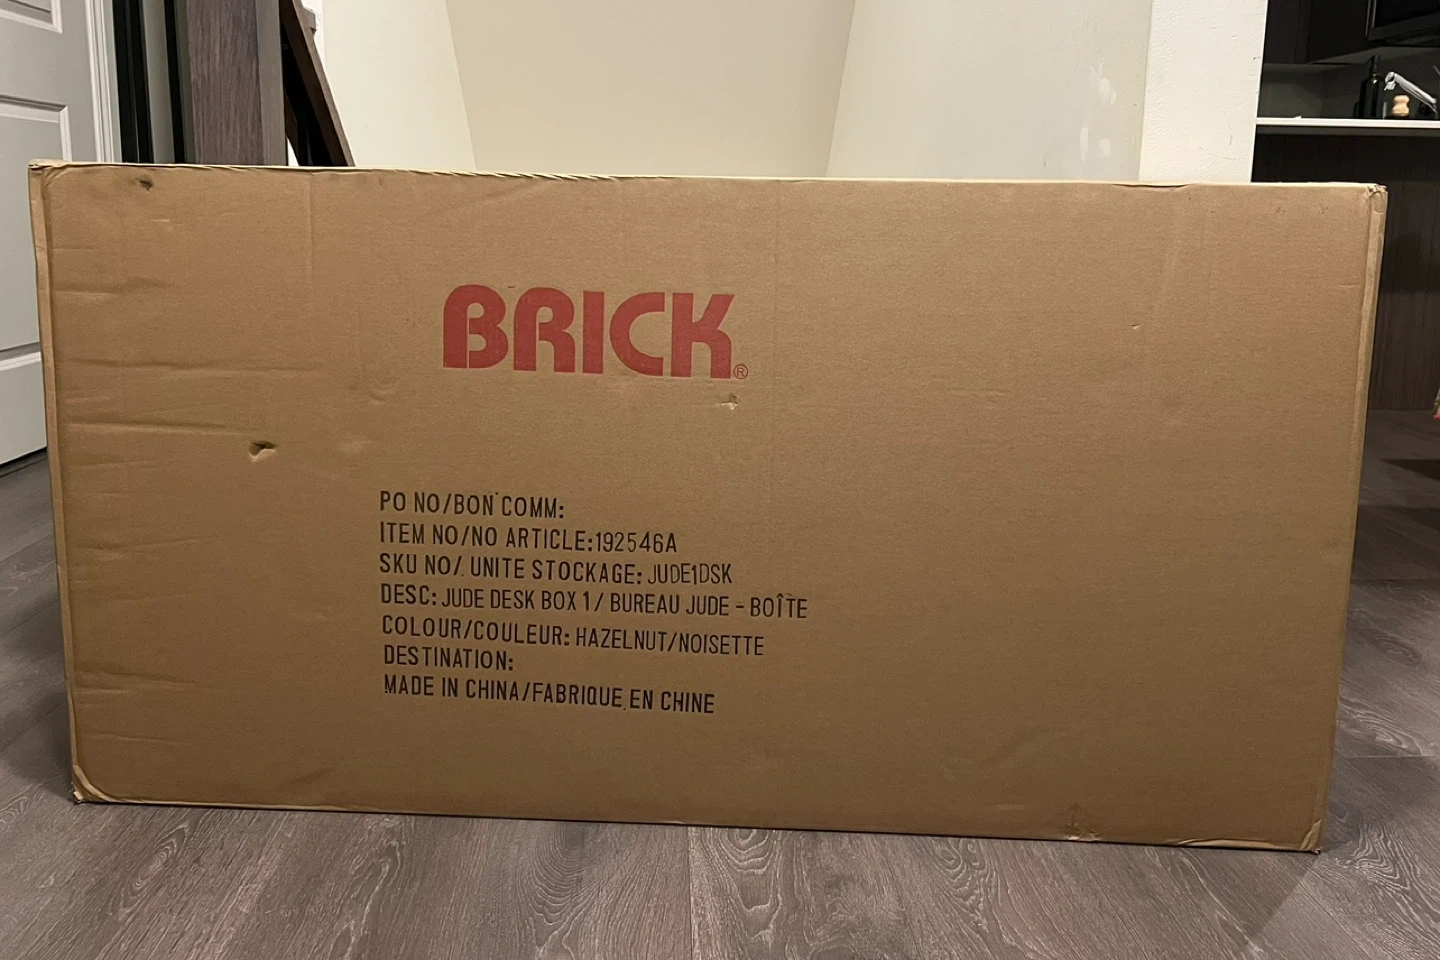 BRICK®
PO NO/BON COMM:
ITEM NO/NO ARTICLE:192546A
SKU NO/. UNITE STOCKAGE: JUDE1DSK
DESC: JUDE DESK BOX 1 / BUREAU JUDE - BOÎTE
COLOUR/COULEUR: HAZELNUT/NOISETTE
DESTINATION:
MADE IN CHINA/FABRIQUE EN CHINE